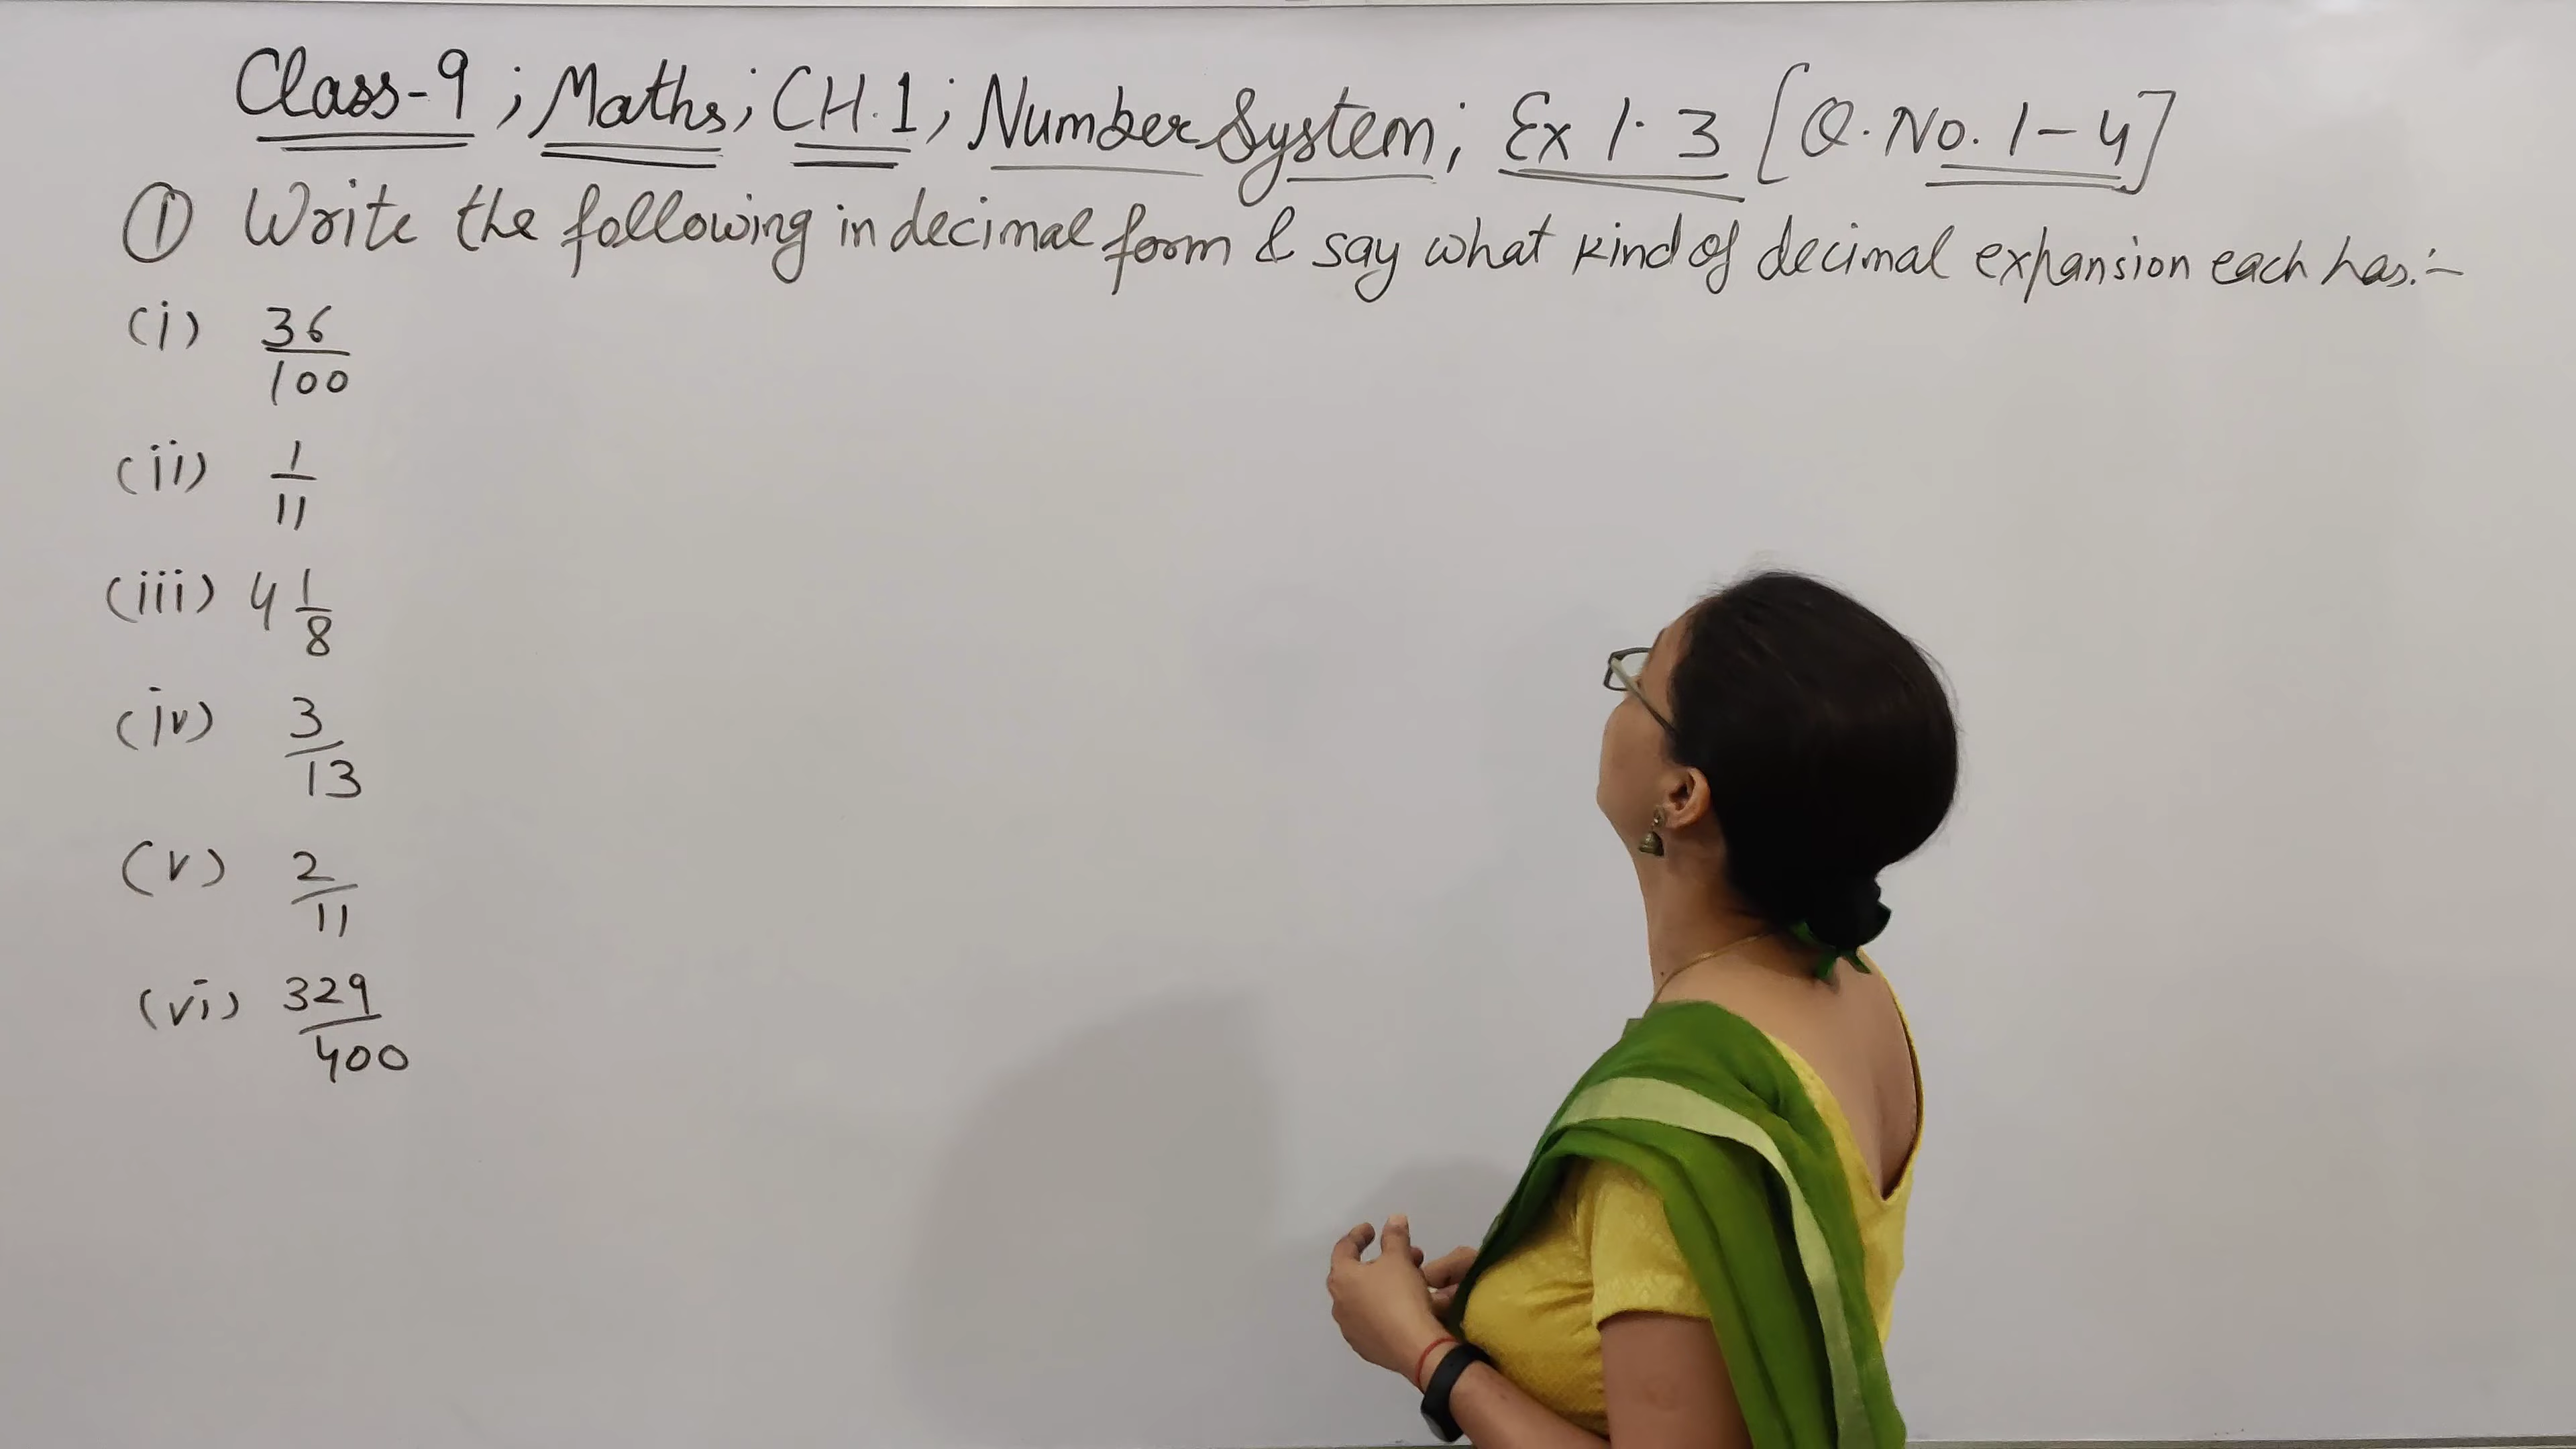 Class-9 ; Maths; CH.1; Number System; Ex 1.3 [Q. No. 1-4]
① Write the following in decimal form & say what kind of decimal expansion each has:-
(i) 36/100
(ii) 1/11
(iii) 4 1/8
(iv) 3/13
(v) 2/11
(vi) 329/400